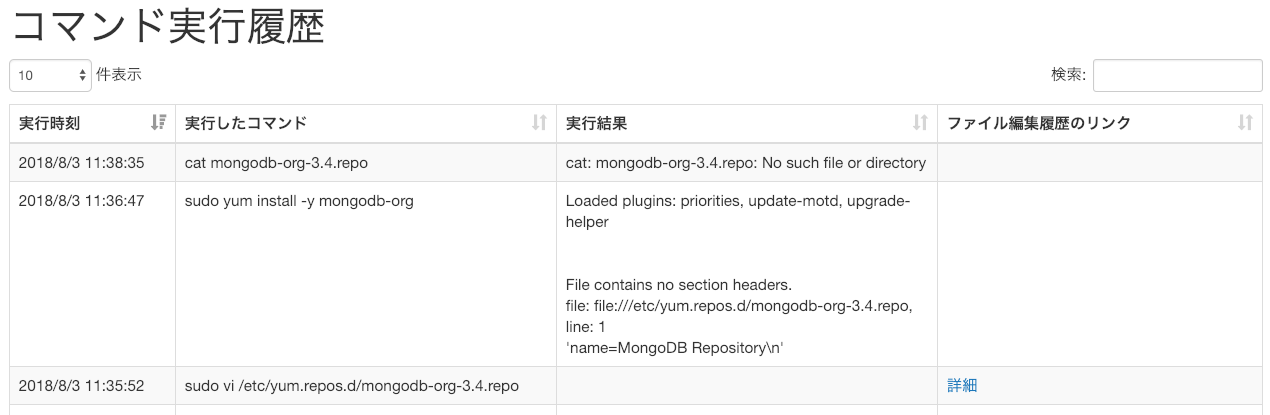 コマンド実行履歴
10 件表示 検索:
実行時刻 実行したコマンド 実行結果 ファイル編集履歴のリンク
2018/8/3 11:38:35 cat mongodb-org-3.4.repo cat: mongodb-org-3.4.repo: No such file or directory
2018/8/3 11:36:47 sudo yum install -y mongodb-org Loaded plugins: priorities, update-motd, upgrade-
helper
File contains no section headers.
file: file:///etc/yum.repos.d/mongodb-org-3.4.repo,
line: 1
'name=MongoDB Repository\n'
2018/8/3 11:35:52 sudo vi /etc/yum.repos.d/mongodb-org-3.4.repo 詳細